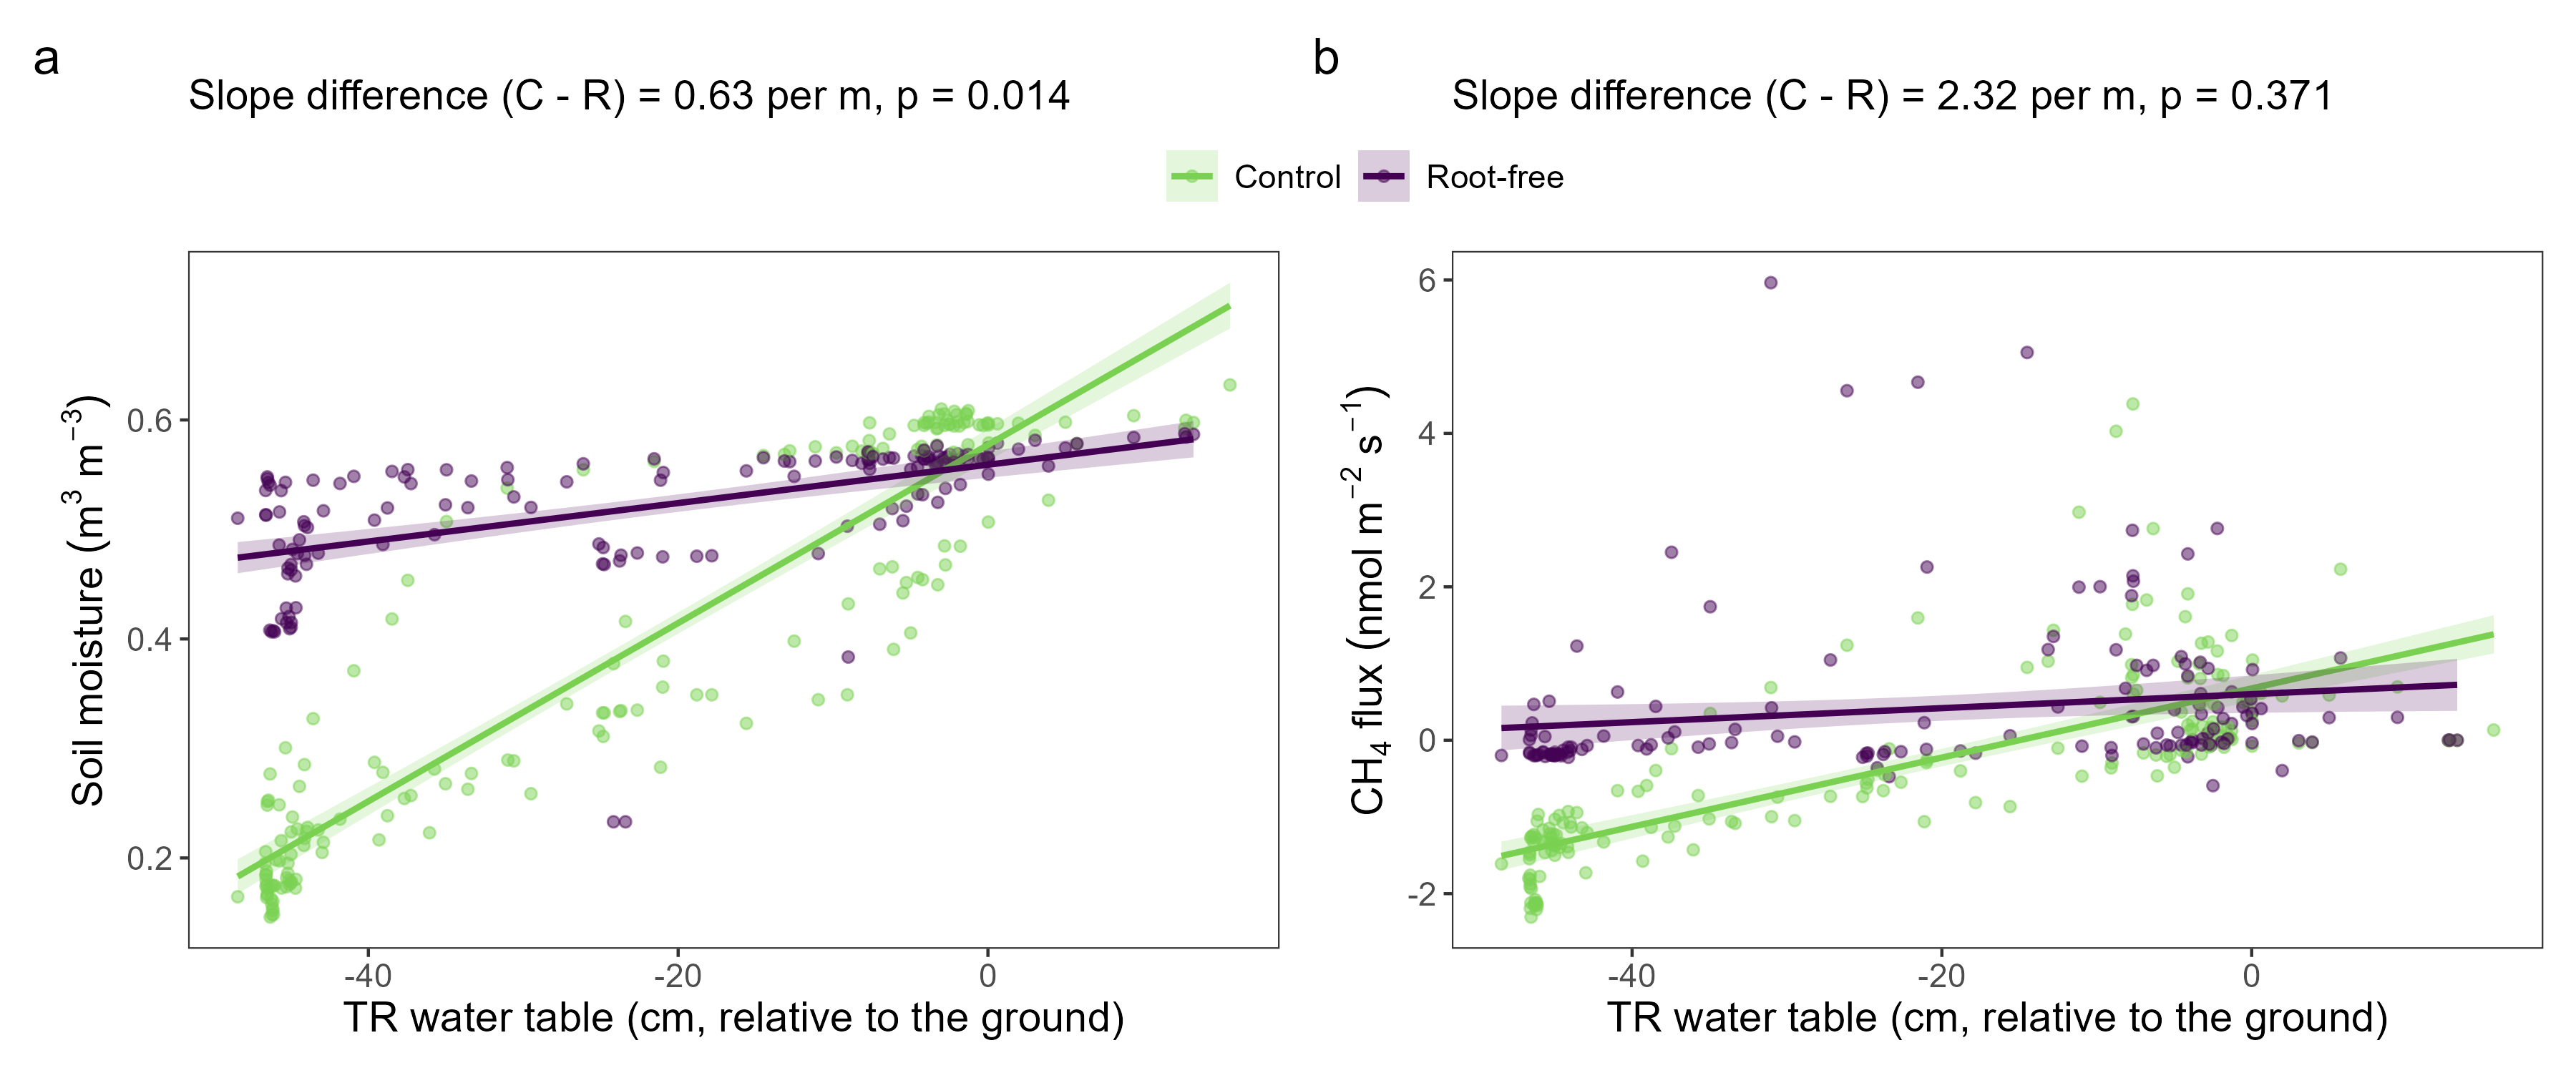 a
Slope difference (C - R) = 0.63 per m, p = 0.014
b
Slope difference (C - R) = 2.32 per m, p = 0.371
Control
Root-free
Soil moisture (m³ m⁻³)
0.6
0.4
0.2
-40
-20
0
TR water table (cm, relative to the ground)
CH₄ flux (nmol m⁻² s⁻¹)
6
4
2
0
-2
-40
-20
0
TR water table (cm, relative to the ground)